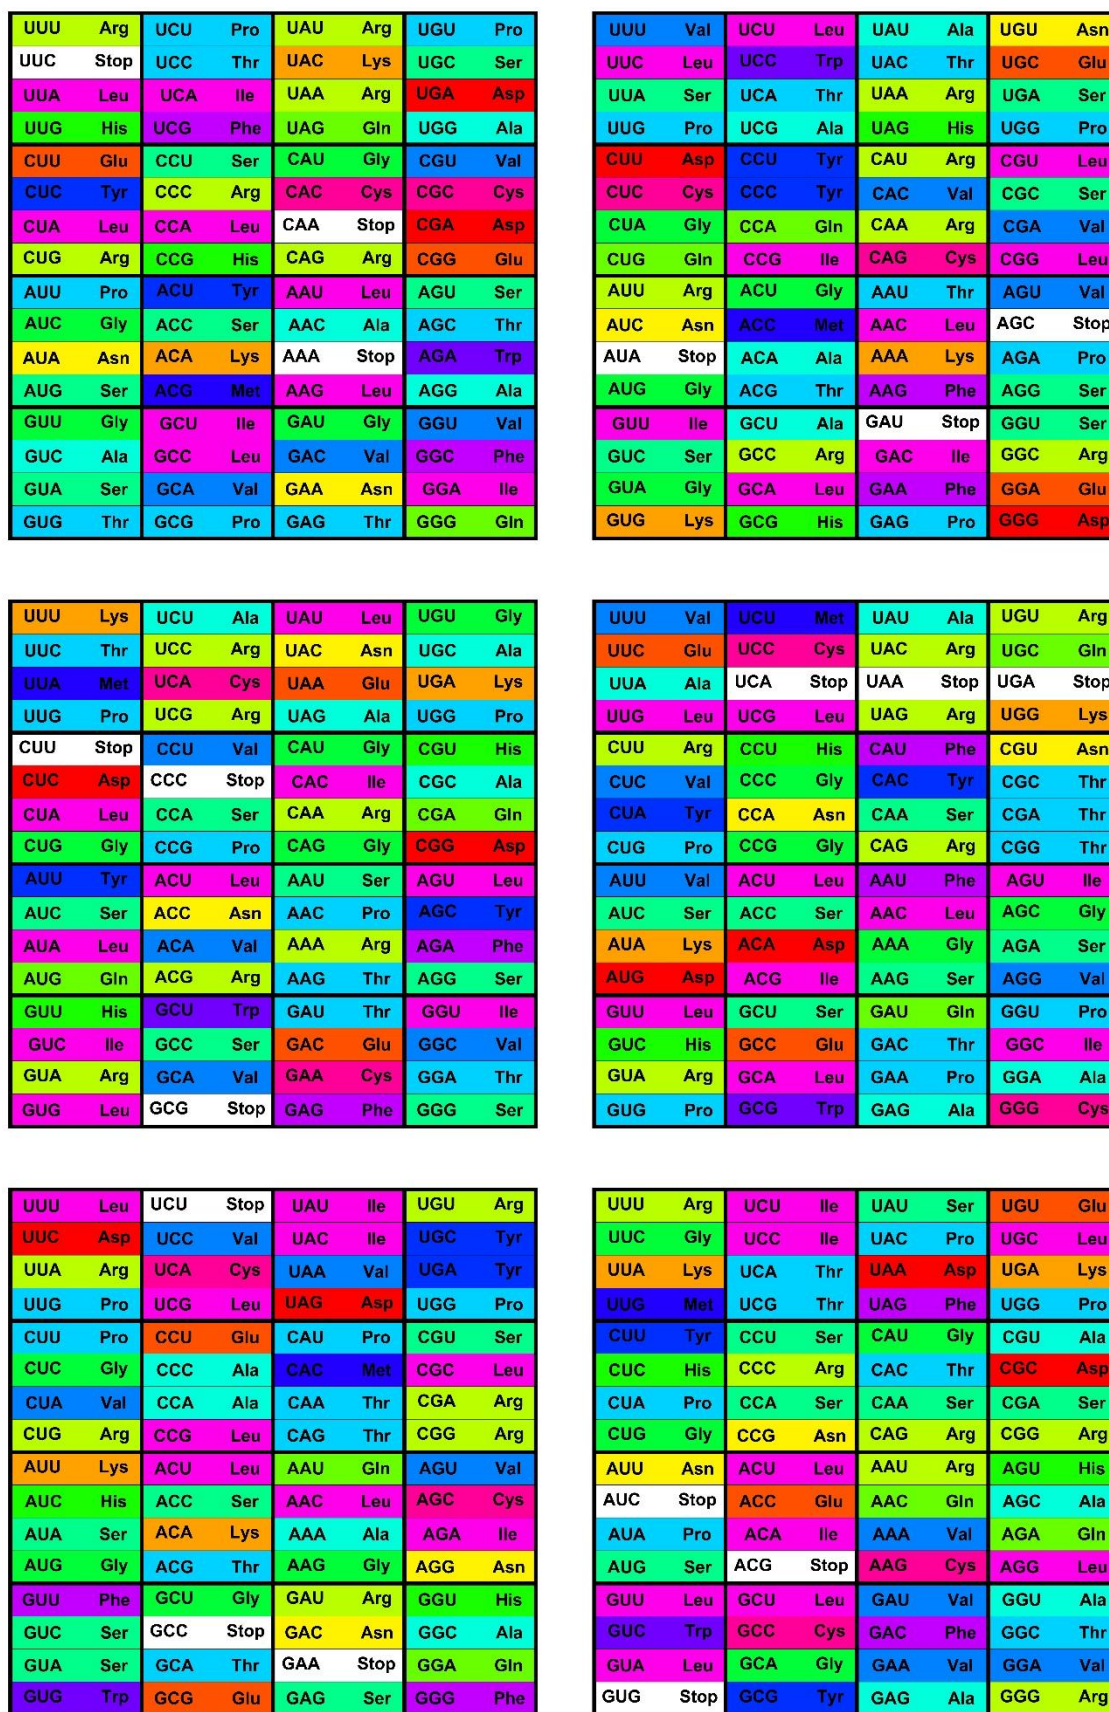 UUU Arg UCU Pro UAU Arg UGU Pro
UUC Stop UCC Thr UAC Lys UGC Ser
UUA Leu UCA Ile UAA Arg UGA Asp
UUG His UCG Phe UAG Gln UGG Ala
CUU Glu CCU Ser CAU Gly CGU Val
CUC Tyr CCC Arg CAC Cys CGC Cys
CUA Leu CCA Leu CAA Stop CGA Asp
CUG Arg CCG His CAG Arg CGG Glu
AUU Pro ACU Tyr AAU Leu AGU Ser
AUC Gly ACC Ser AAC Ala AGC Thr
AUA Asn ACA Lys AAA Stop AGA Trp
AUG Ser ACG Met AAG Leu AGG Ala
GUU Gly GCU Ile GAU Gly GGU Val
GUC Ala GCC Leu GAC Val GGC Phe
GUA Ser GCA Val GAA Asn GGA Ile
GUG Thr GCG Pro GAG Thr GGG Gln
UUU Val UCU Leu UAU Ala UGU Asn
UUC Leu UCC Trp UAC Thr UGC Glu
UUA Ser UCA Thr UAA Arg UGA Ser
UUG Pro UCG Ala UAG His UGG Pro
CUU Asp CCU Tyr CAU Arg CGU Leu
CUC Cys CCC Tyr CAC Val CGC Ser
CUA Gly CCA Gln CAA Arg CGA Val
CUG Gln CCG Ile CAG Cys CGG Leu
AUU Arg ACU Gly AAU Thr AGU Val
AUC Asn ACC Met AAC Leu AGC Stop
AUA Stop ACA Ala AAA Lys AGA Pro
AUG Gly ACG Thr AAG Phe AGG Ser
GUU Ile GCU Ala GAU Stop GGU Ser
GUC Ser GCC Arg GAC Ile GGC Arg
GUA Gly GCA Leu GAA Phe GGA Glu
GUG Lys GCG His GAG Pro GGG Asp
UUU Lys UCU Ala UAU Leu UGU Gly
UUC Thr UCC Arg UAC Asn UGC Ala
UUA Met UCA Cys UAA Glu UGA Lys
UUG Pro UCG Arg UAG Ala UGG Pro
CUU Stop CCU Val CAU Gly CGU His
CUC Asp CCC Stop CAC Ile CGC Ala
CUA Leu CCA Ser CAA Arg CGA Gln
CUG Gly CCG Pro CAG Gly CGG Asp
AUU Tyr ACU Leu AAU Ser AGU Leu
AUC Ser ACC Asn AAC Pro AGC Tyr
AUA Leu ACA Val AAA Arg AGA Phe
AUG Gln ACG Arg AAG Thr AGG Ser
GUU His GCU Trp GAU Thr GGU Ile
GUC Ile GCC Ser GAC Glu GGC Val
GUA Arg GCA Val GAA Cys GGA Thr
GUG Leu GCG Stop GAG Phe GGG Ser
UUU Val UCU Met UAU Ala UGU Arg
UUC Glu UCC Cys UAC Arg UGC Gln
UUA Ala UCA Stop UAA Stop UGA Stop
UUG Leu UCG Leu UAG Arg UGG Lys
CUU Arg CCU His CAU Phe CGU Asn
CUC Val CCC Gly CAC Tyr CGC Thr
CUA Tyr CCA Asn CAA Ser CGA Thr
CUG Pro CCG Gly CAG Arg CGG Thr
AUU Val ACU Leu AAU Phe AGU Ile
AUC Ser ACC Ser AAC Leu AGC Gly
AUA Lys ACA Asp AAA Gly AGA Ser
AUG Asp ACG Ile AAG Ser AGG Val
GUU Leu GCU Ser GAU Gln GGU Pro
GUC His GCC Glu GAC Thr GGC Ile
GUA Arg GCA Leu GAA Pro GGA Ala
GUG Pro GCG Trp GAG Ala GGG Cys
UUU Leu UCU Stop UAU Ile UGU Arg
UUC Asp UCC Val UAC Ile UGC Tyr
UUA Arg UCA Cys UAA Val UGA Tyr
UUG Pro UCG Leu UAG Asp UGG Pro
CUU Pro CCU Glu CAU Pro CGU Ser
CUC Gly CCC Ala CAC Met CGC Leu
CUA Val CCA Ala CAA Thr CGA Arg
CUG Arg CCG Leu CAG Thr CGG Arg
AUU Lys ACU Leu AAU Gln AGU Val
AUC His ACC Ser AAC Leu AGC Cys
AUA Ser ACA Lys AAA Ala AGA Ile
AUG Gly ACG Thr AAG Gly AGG Asn
GUU Phe GCU Gly GAU Arg GGU His
GUC Ser GCC Stop GAC Asn GGC Ala
GUA Ser GCA Thr GAA Stop GGA Gln
GUG Trp GCG Glu GAG Ser GGG Phe
UUU Arg UCU Ile UAU Ser UGU Glu
UUC Gly UCC Ile UAC Pro UGC Leu
UUA Lys UCA Thr UAA Asp UGA Lys
UUG Met UCG Thr UAG Phe UGG Pro
CUU Tyr CCU Ser CAU Gly CGU Ala
CUC His CCC Arg CAC Thr CGC Asp
CUA Pro CCA Ser CAA Ser CGA Ser
CUG Gly CCG Asn CAG Arg CGG Arg
AUU Asn ACU Leu AAU Arg AGU His
AUC Stop ACC Glu AAC Gln AGC Ala
AUA Pro ACA Ile AAA Val AGA Gln
AUG Ser ACG Stop AAG Cys AGG Leu
GUU Leu GCU Leu GAU Val GGU Ala
GUC Trp GCC Cys GAC Phe GGC Thr
GUA Leu GCA Gly GAA Val GGA Val
GUG Stop GCG Tyr GAG Ala GGG Arg